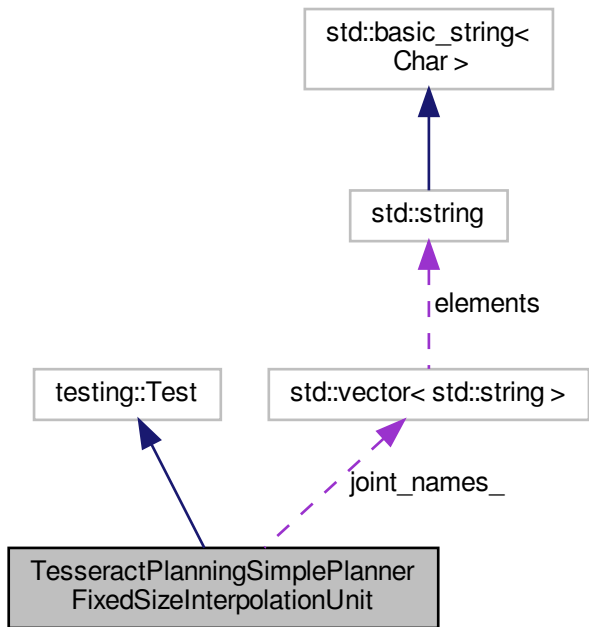 std::basic_string<
Char >
std::string
elements
testing::Test
std::vector< std::string >
joint_names_
TesseractPlanningSimplePlanner
FixedSizeInterpolationUnit